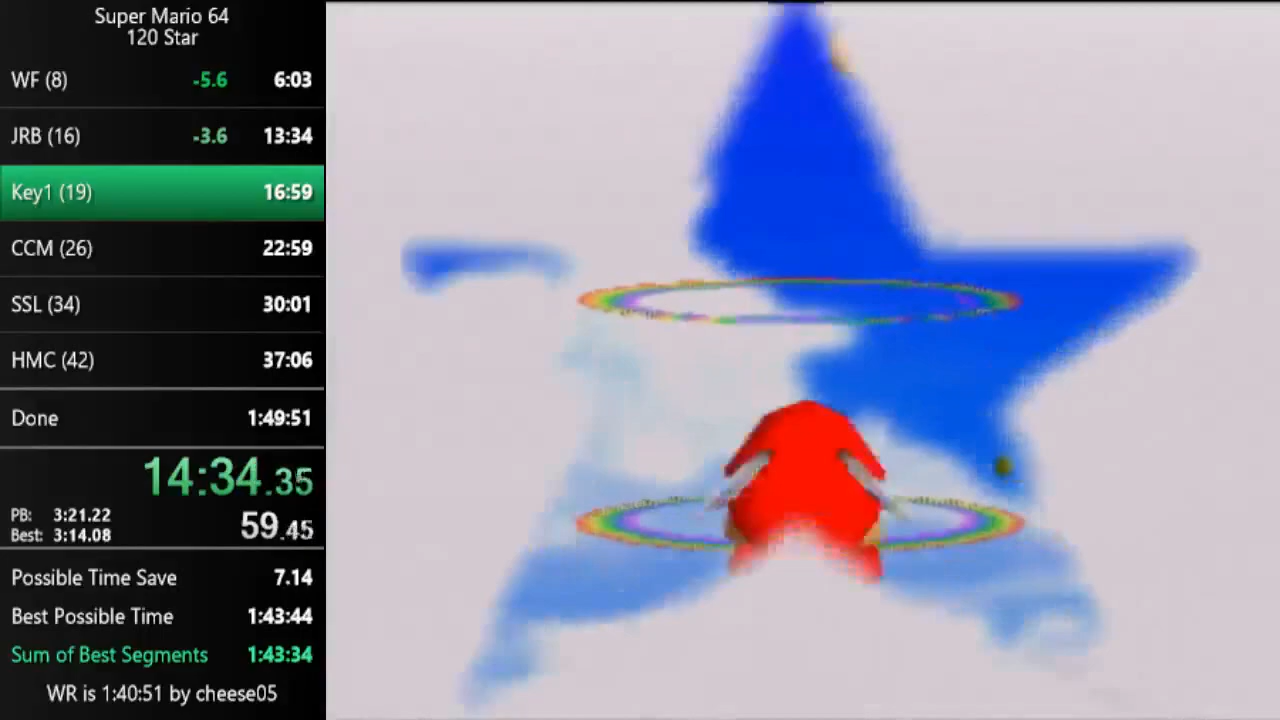 Super Mario 64
120 Star
WF (8) -5.6 6:03
JRB (16) -3.6 13:34
Key1 (19) 16:59
CCM (26) 22:59
SSL (34) 30:01
HMC (42) 37:06
Done 1:49:51
14:34.35
PB: 3:21.22
Best: 3:14.08 59.45
Possible Time Save 7.14
Best Possible Time 1:43:44
Sum of Best Segments 1:43:34
WR is 1:40:51 by cheese05